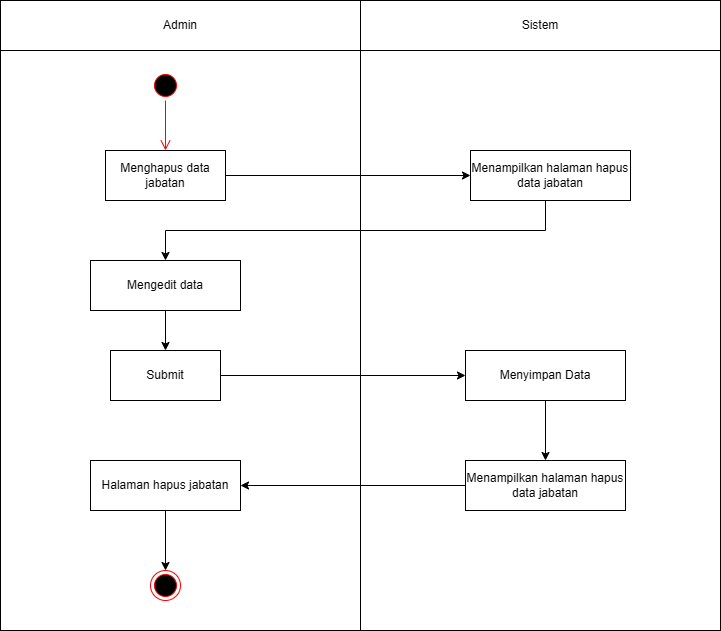 Admin
Sistem
Menghapus data
jabatan
Menampilkan halaman hapus
data jabatan
Mengedit data
Submit
Menyimpan Data
Halaman hapus jabatan
Menampilkan halaman hapus
data jabatan